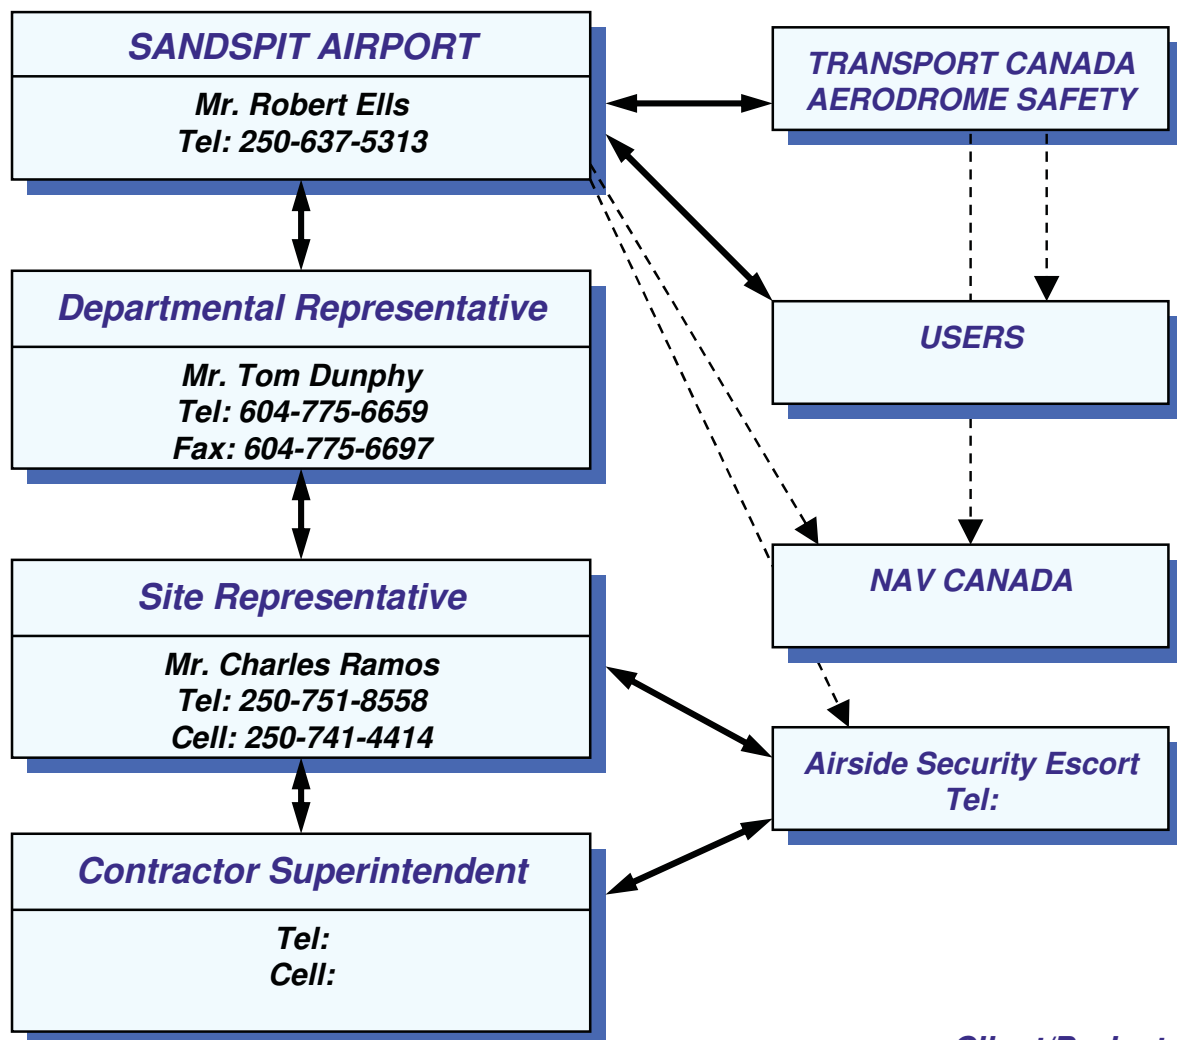 SANDSPIT AIRPORT
Mr. Robert Ells
Tel: 250-637-5313
TRANSPORT CANADA
AERODROME SAFETY
Departmental Representative
Mr. Tom Dunphy
Tel: 604-775-6659
Fax: 604-775-6697
USERS
Site Representative
Mr. Charles Ramos
Tel: 250-751-8558
Cell: 250-741-4414
NAV CANADA
Airside Security Escort
Tel:
Contractor Superintendent
Tel:
Cell: